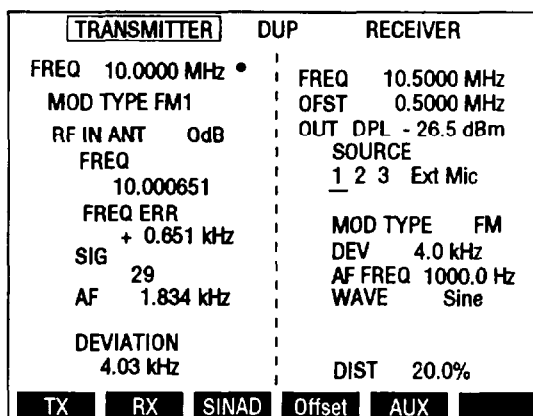 TRANSMITTER DUP RECEIVER
FREQ 10.0000 MHz •
MOD TYPE FM1
RF IN ANT 0dB
FREQ
10.000651
FREQ ERR
+ 0.651 kHz
SIG
29
AF 1.834 kHz
DEVIATION
4.03 kHz
FREQ 10.5000 MHz
OFST 0.5000 MHz
OUT DPL - 26.5 dBm
SOURCE
1 2 3 Ext Mic
MOD TYPE FM
DEV 4.0 kHz
AF FREQ 1000.0 Hz
WAVE Sine
DIST 20.0%
TX RX SINAD Offset AUX